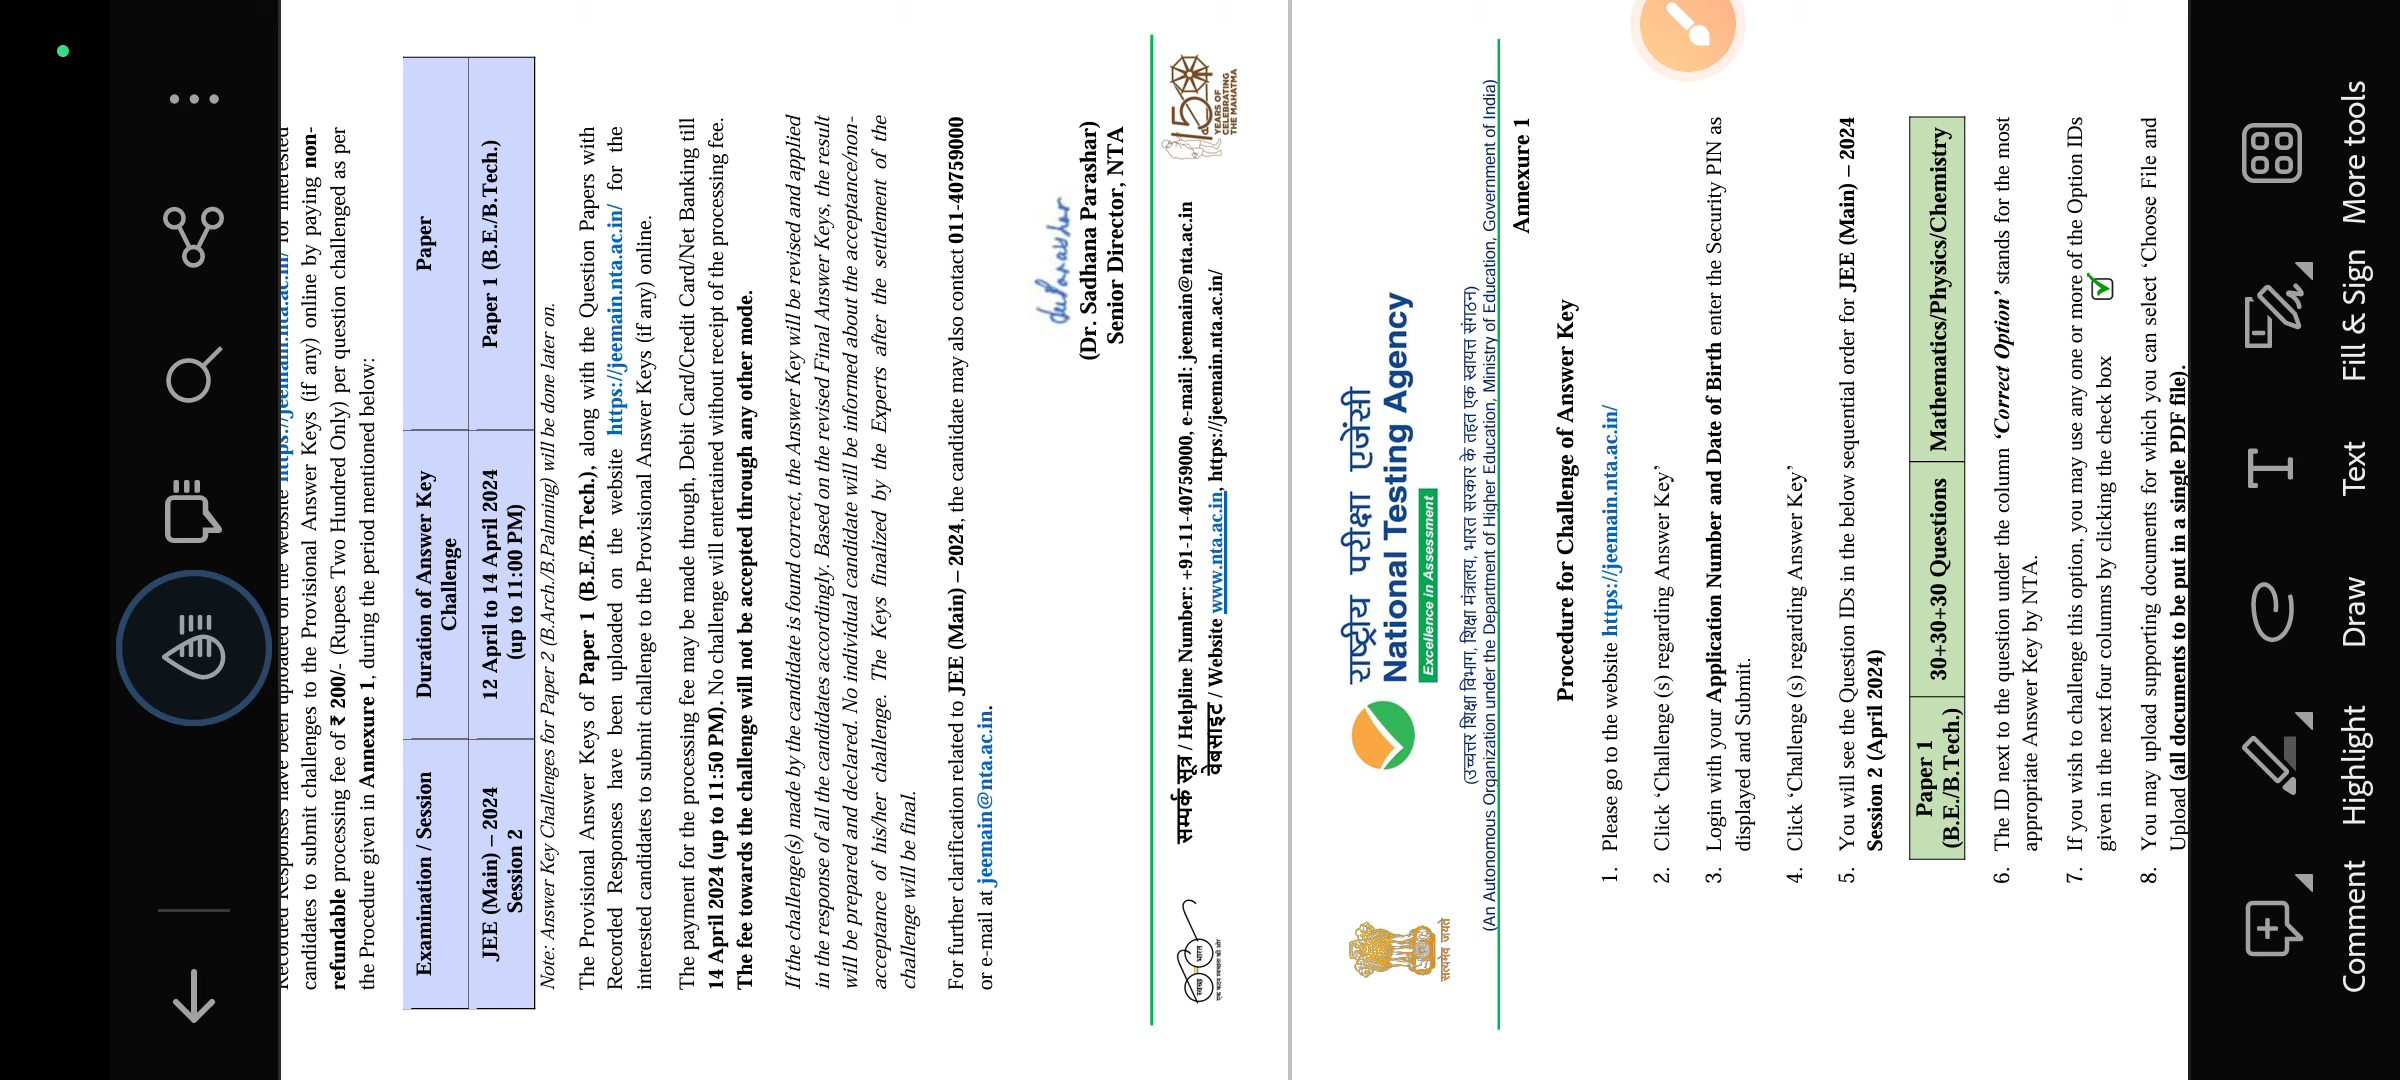 Recorded Responses have been uploaded on the website https://jeemain.nta.ac.in/ for interested
candidates to submit challenges to the Provisional Answer Keys (if any) online by paying non-
refundable processing fee of ₹ 200/- (Rupees Two Hundred Only) per question challenged as per
the Procedure given in Annexure 1, during the period mentioned below:
Examination / Session Duration of Answer Key Paper
Challenge
JEE (Main) – 2024 12 April to 14 April 2024 Paper 1 (B.E./B.Tech.)
Session 2 (up to 11:00 PM)
Note: Answer Key Challenges for Paper 2 (B.Arch./B.Palnning) will be done later on.
The Provisional Answer Keys of Paper 1 (B.E./B.Tech.), along with the Question Papers with
Recorded Responses have been uploaded on the website https://jeemain.nta.ac.in/ for the
interested candidates to submit challenge to the Provisional Answer Keys (if any) online.
The payment for the processing fee may be made through, Debit Card/Credit Card/Net Banking till
14 April 2024 (up to 11:50 PM). No challenge will entertained without receipt of the processing fee.
The fee towards the challenge will not be accepted through any other mode.
If the challenge(s) made by the candidate is found correct, the Answer Key will be revised and applied
in the response of all the candidates accordingly. Based on the revised Final Answer Keys, the result
will be prepared and declared. No individual candidate will be informed about the acceptance/non-
acceptance of his/her challenge. The Keys finalized by the Experts after the settlement of the
challenge will be final.
For further clarification related to JEE (Main) – 2024, the candidate may also contact 011-40759000
or e-mail at jeemain@nta.ac.in.
(Dr. Sadhana Parashar)
Senior Director, NTA
स्वच्छ भारत
एक कदम स्वच्छता की ओर
सम्पर्क सूत्र / Helpline Number: +91-11-40759000, e-mail: jeemain@nta.ac.in
वेबसाइट / Website www.nta.ac.in, https://jeemain.nta.ac.in/
150
YEARS OF
CELEBRATING
THE MAHATMA
सत्यमेव जयते
राष्ट्रीय परीक्षा एजेंसी
National Testing Agency
Excellence in Assessment
(उच्चत्तर शिक्षा विभाग, शिक्षा मंत्रालय, भारत सरकार के तहत एक स्वायत्त संगठन)
(An Autonomous Organization under the Department of Higher Education, Ministry of Education, Government of India)
Annexure 1
Procedure for Challenge of Answer Key
1. Please go to the website https://jeemain.nta.ac.in/
2. Click ‘Challenge (s) regarding Answer Key’
3. Login with your Application Number and Date of Birth enter the Security PIN as
displayed and Submit.
4. Click ‘Challenge (s) regarding Answer Key’
5. You will see the Question IDs in the below sequential order for JEE (Main) – 2024
Session 2 (April 2024)
Paper 1 30+30+30 Questions Mathematics/Physics/Chemistry
(B.E./B.Tech.)
6. The ID next to the question under the column ‘Correct Option’ stands for the most
appropriate Answer Key by NTA.
7. If you wish to challenge this option, you may use any one or more of the Option IDs
given in the next four columns by clicking the check box
8. You may upload supporting documents for which you can select ‘Choose File and
Upload (all documents to be put in a single PDF file).
Comment Highlight Draw Text Fill & Sign More tools